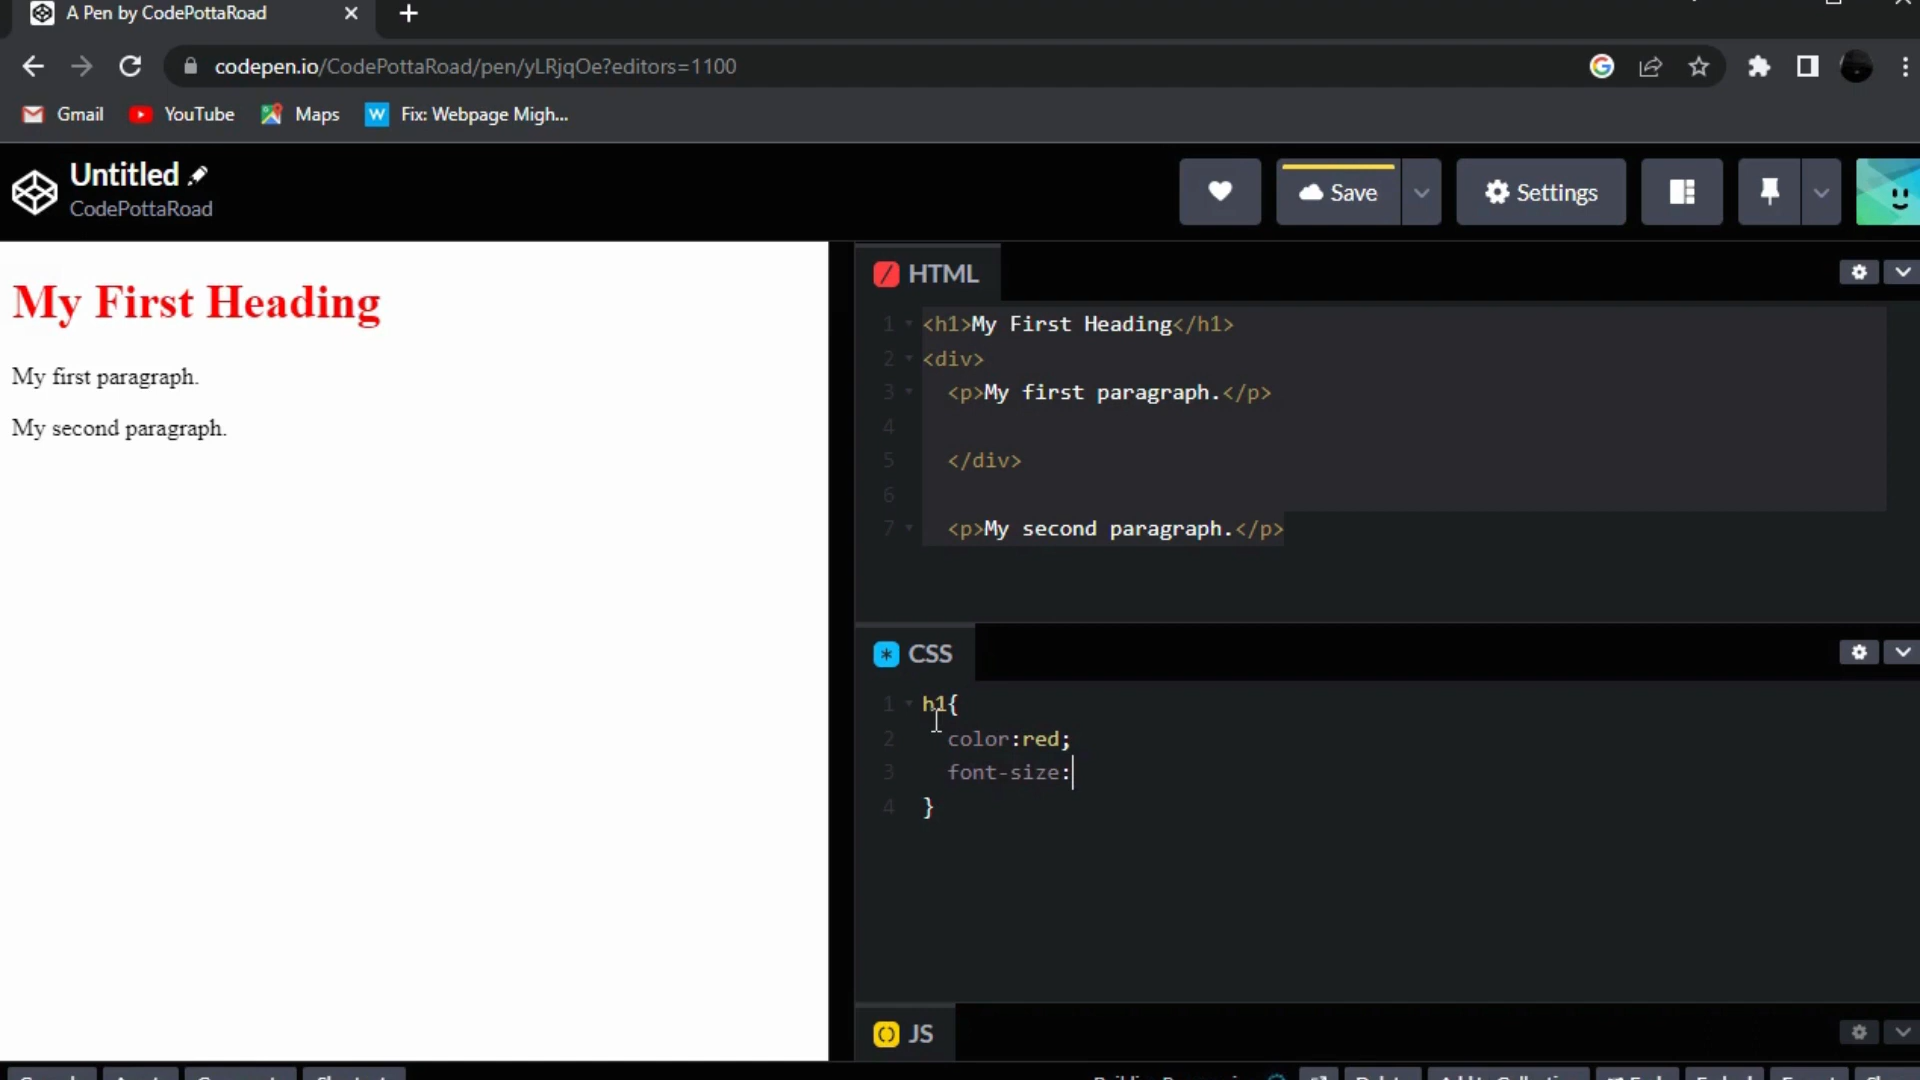 A Pen by CodePottaRoad
codepen.io/CodePottaRoad/pen/yLRjqOe?editors=1100
Gmail YouTube Maps Fix: Webpage Migh...
Untitled
CodePottaRoad
Save Settings
My First Heading
My first paragraph.
My second paragraph.
HTML
1 <h1>My First Heading</h1>
2 <div>
3 <p>My first paragraph.</p>
4
5 </div>
6
7 <p>My second paragraph.</p>
CSS
1 h1{
2 color:red;
3 font-size:
4 }
JS